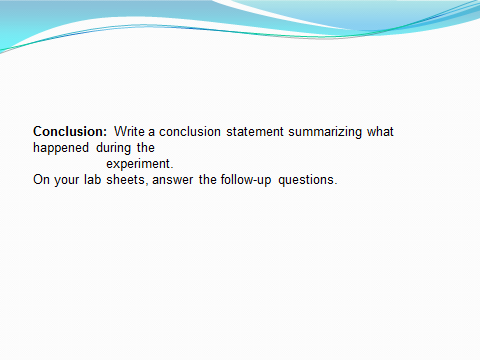 Conclusion: Write a conclusion statement summarizing what
happened during the
experiment.
On your lab sheets, answer the follow-up questions.